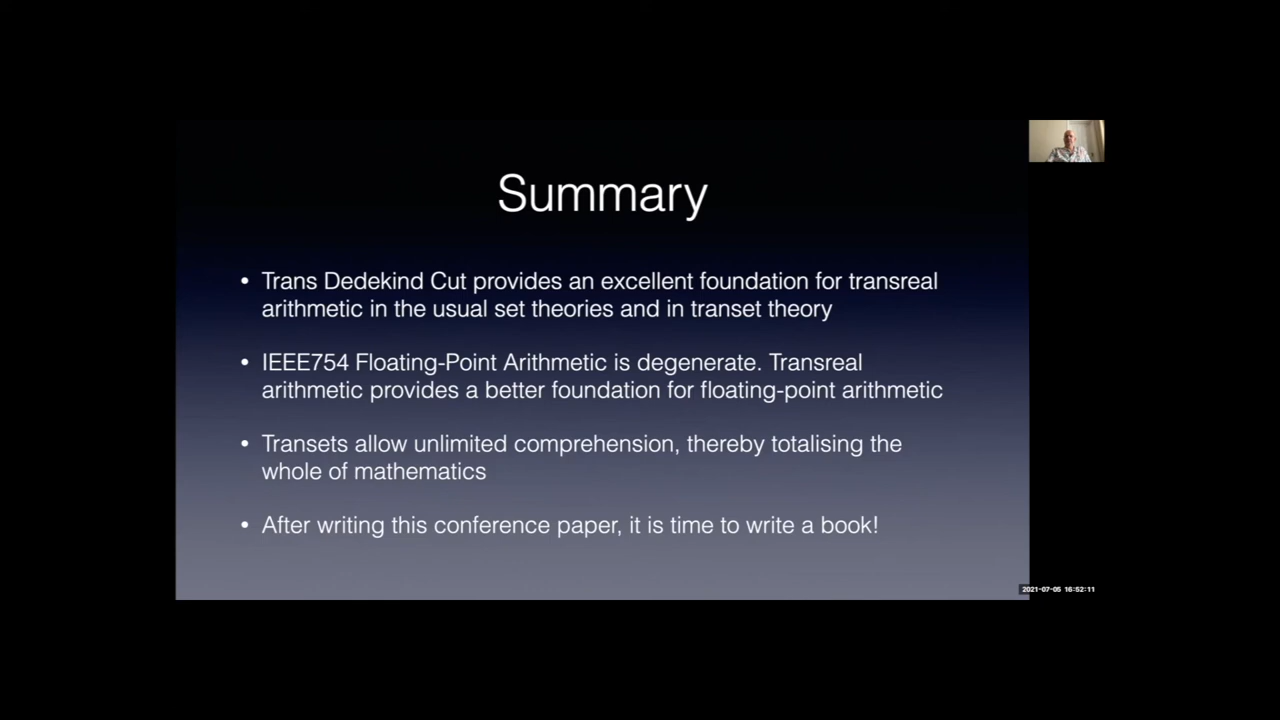 Summary
• Trans Dedekind Cut provides an excellent foundation for transreal
arithmetic in the usual set theories and in transet theory
• IEEE754 Floating-Point Arithmetic is degenerate. Transreal
arithmetic provides a better foundation for floating-point arithmetic
• Transets allow unlimited comprehension, thereby totalising the
whole of mathematics
• After writing this conference paper, it is time to write a book!
2021-07-05 16:52:11